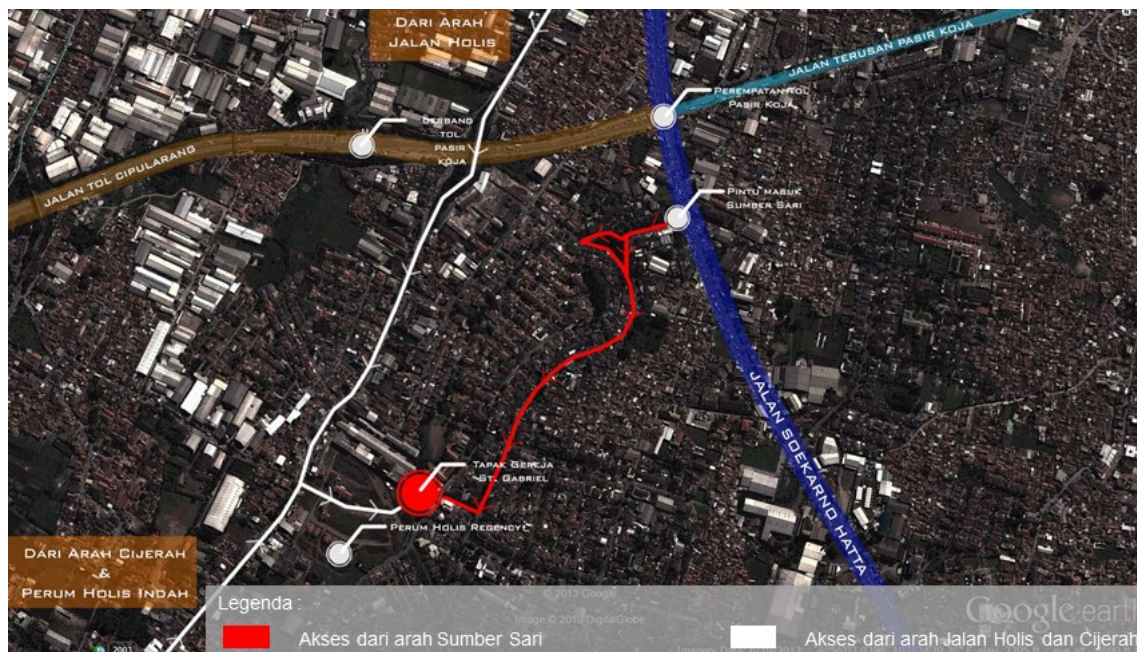 DARI ARAH
JALAN HOLIS
JALAN TERUSAN PASIR KOJA
PEREMPATAN TOL
PASIR KOJA
GERBANG
TOL
PASIR
KOJA
JALAN TOL CIPULARANG
PINTU MASUK
SUMBER SARI
JALAN SOEKARNO HATTA
TAPAK GEREJA
ST. GABRIEL
PERUM HOLIS REGENCY
DARI ARAH CIJERAH
&
PERUM HOLIS INDAH
Legenda :
© 2013 Google
Image © 2013 DigitalGlobe
Google earth
Akses dari arah Sumber Sari
Akses dari arah Jalan Holis dan Cijerah
2003